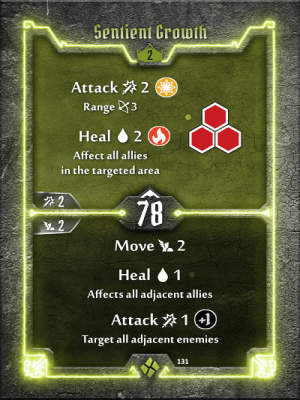 Sentient Growth
2
Attack 2
Range 3
Heal 2
Affect all allies
in the targeted area
2
78
2
Move 2
Heal 1
Affects all adjacent allies
Attack 1 +1
Target all adjacent enemies
131